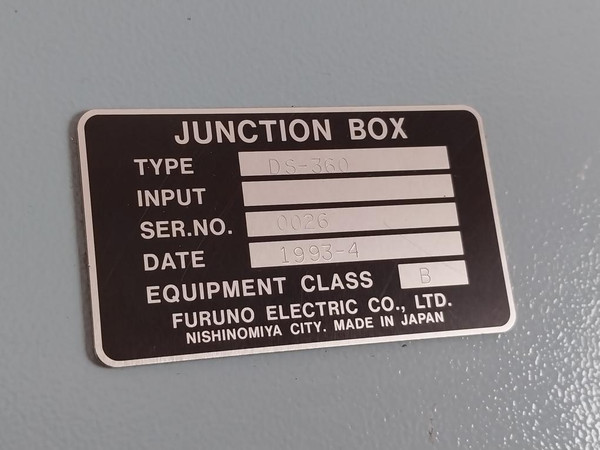 JUNCTION BOX
TYPE DS-360
INPUT
SER.NO. 0026
DATE 1993-4
EQUIPMENT CLASS B
FURUNO ELECTRIC CO., LTD.
NISHINOMIYA CITY. MADE IN JAPAN